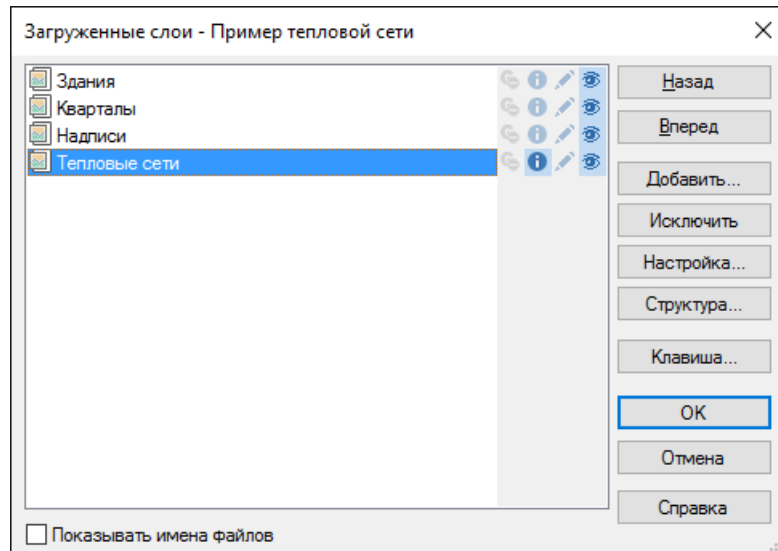 Загруженные слои - Пример тепловой сети
Здания
Кварталы
Надписи
Тепловые сети
Назад
Вперед
Добавить...
Исключить
Настройка...
Структура...
Клавиша...
OK
Отмена
Справка
Показывать имена файлов